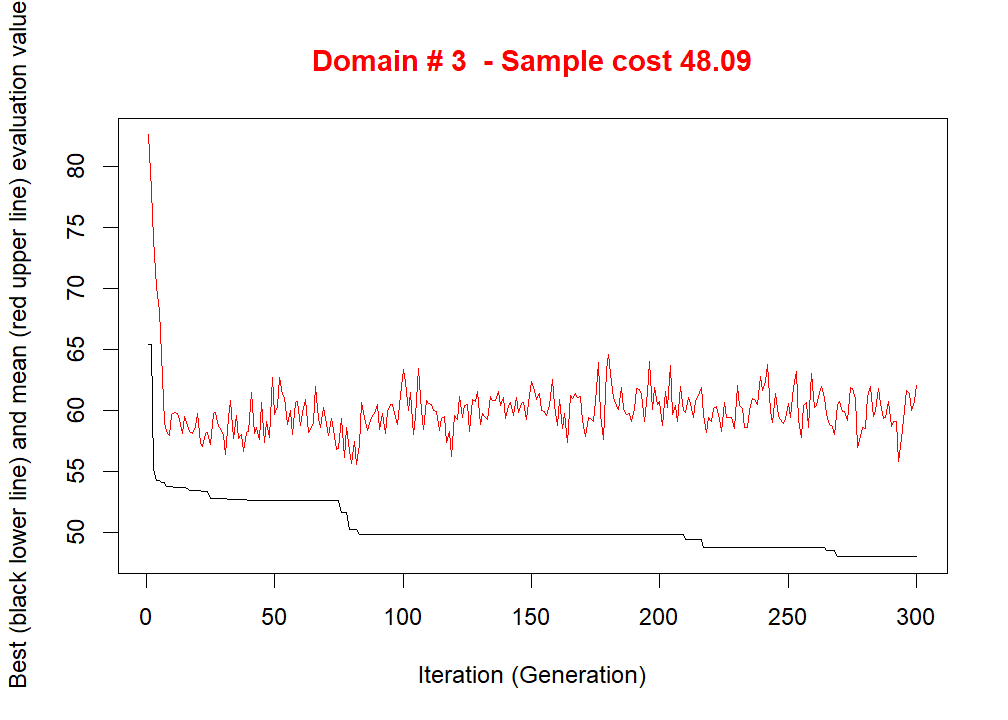 Domain # 3  - Sample cost 48.09
Best (black lower line) and mean (red upper line) evaluation value
80
75
70
65
60
55
50
0 50 100 150 200 250 300
Iteration (Generation)